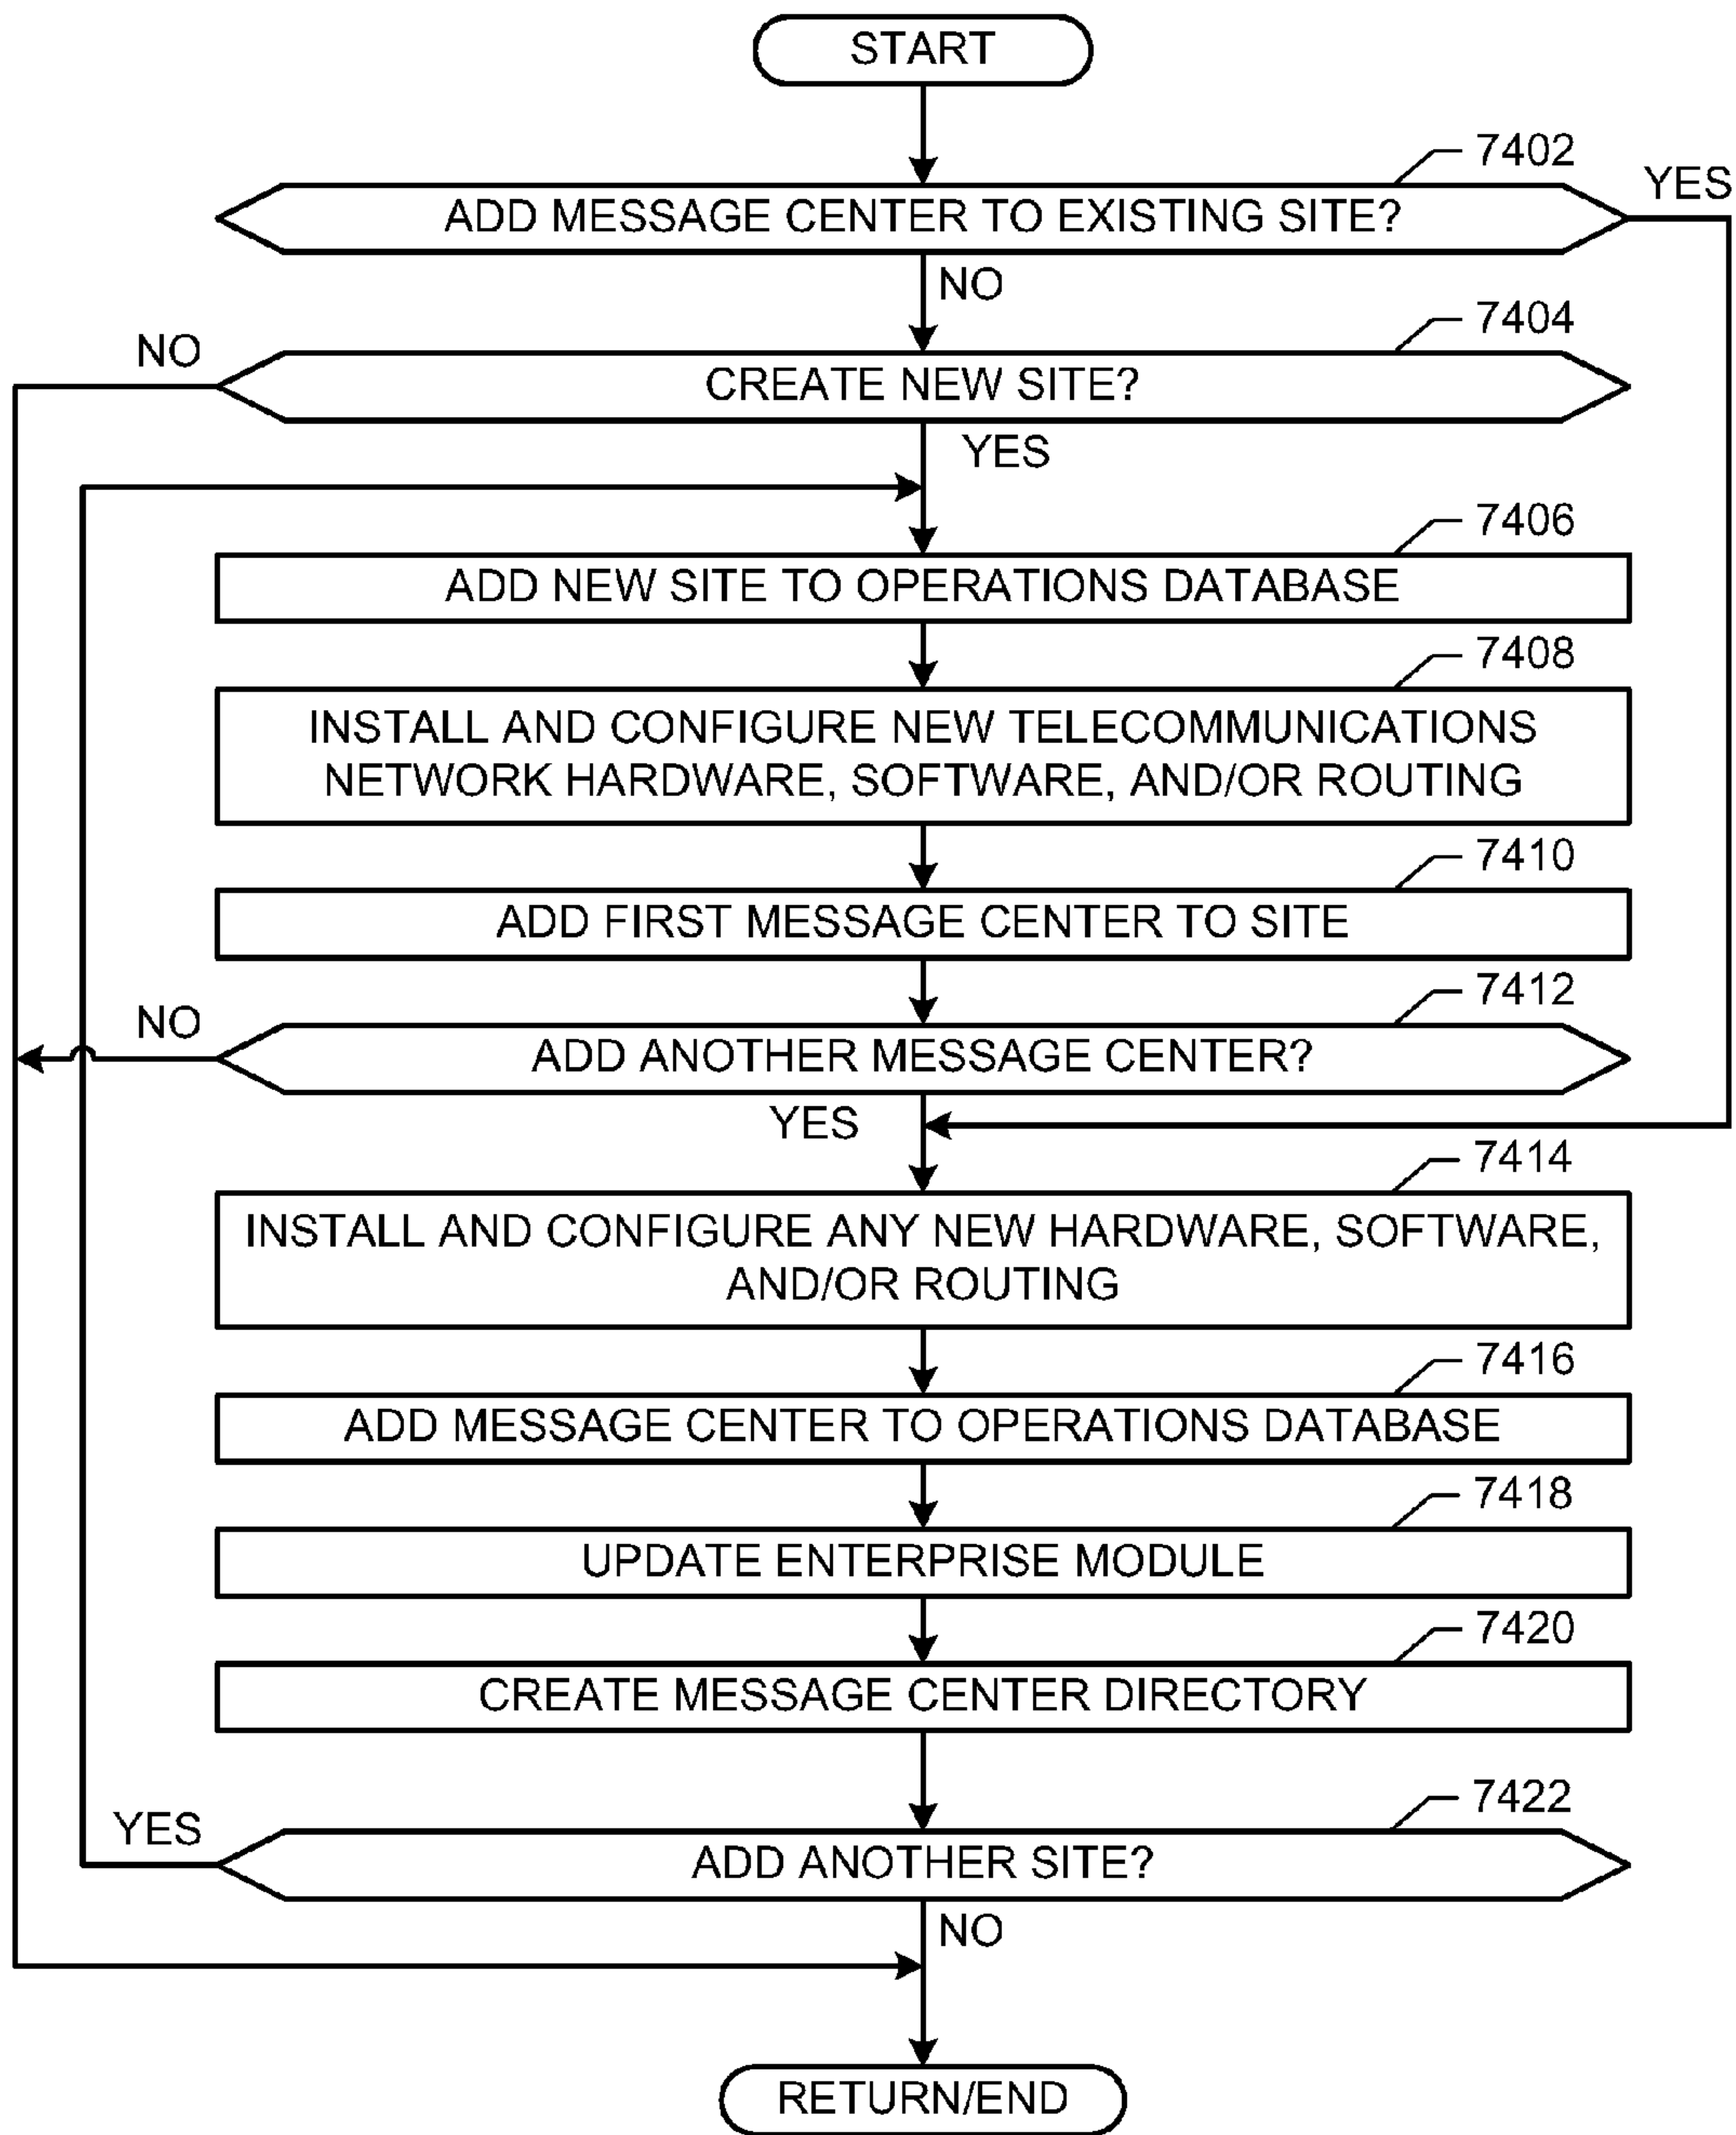 START
7402
YES
ADD MESSAGE CENTER TO EXISTING SITE?
NO
7404
NO
CREATE NEW SITE?
YES
7406
ADD NEW SITE TO OPERATIONS DATABASE
7408
INSTALL AND CONFIGURE NEW TELECOMMUNICATIONS
NETWORK HARDWARE, SOFTWARE, AND/OR ROUTING
7410
ADD FIRST MESSAGE CENTER TO SITE
7412
NO
ADD ANOTHER MESSAGE CENTER?
YES
7414
INSTALL AND CONFIGURE ANY NEW HARDWARE, SOFTWARE,
AND/OR ROUTING
7416
ADD MESSAGE CENTER TO OPERATIONS DATABASE
7418
UPDATE ENTERPRISE MODULE
7420
CREATE MESSAGE CENTER DIRECTORY
7422
YES
ADD ANOTHER SITE?
NO
RETURN/END